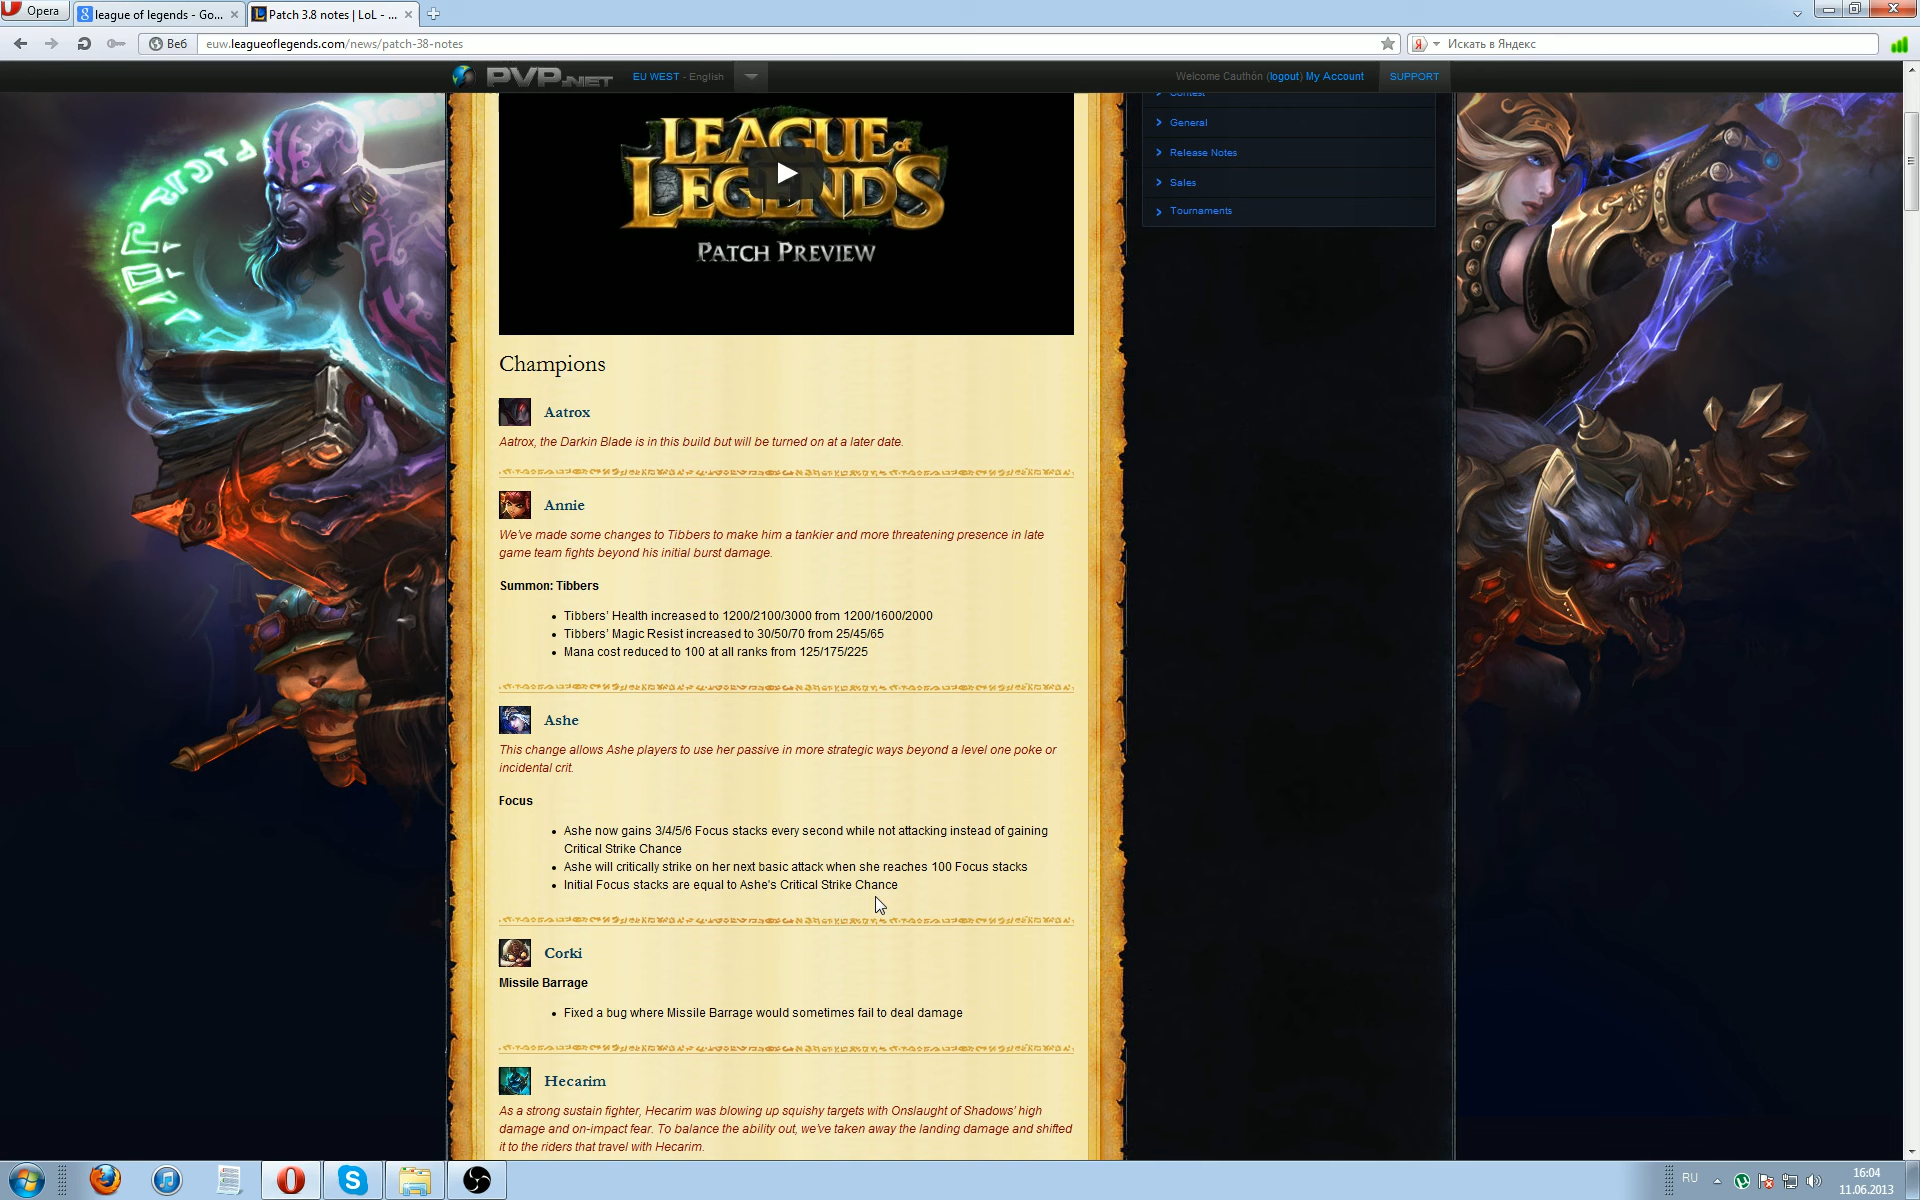 Opera
league of legends - Go...
Patch 3.8 notes | LoL - ...
Веб
euw.leagueoflegends.com/news/patch-38-notes
Искать в Яндекс
PVP.NET
EU WEST - English
Welcome Cauthòn (logout) My Account
SUPPORT
Contest
General
Release Notes
Sales
Tournaments
LEAGUE of
LEGENDS
PATCH PREVIEW
Champions
Aatrox
Aatrox, the Darkin Blade is in this build but will be turned on at a later date.
Annie
We've made some changes to Tibbers to make him a tankier and more threatening presence in late
game team fights beyond his initial burst damage.
Summon: Tibbers
• Tibbers' Health increased to 1200/2100/3000 from 1200/1600/2000
• Tibbers' Magic Resist increased to 30/50/70 from 25/45/65
• Mana cost reduced to 100 at all ranks from 125/175/225
Ashe
This change allows Ashe players to use her passive in more strategic ways beyond a level one poke or
incidental crit.
Focus
• Ashe now gains 3/4/5/6 Focus stacks every second while not attacking instead of gaining
Critical Strike Chance
• Ashe will critically strike on her next basic attack when she reaches 100 Focus stacks
• Initial Focus stacks are equal to Ashe's Critical Strike Chance
Corki
Missile Barrage
• Fixed a bug where Missile Barrage would sometimes fail to deal damage
Hecarim
As a strong sustain fighter, Hecarim was blowing up squishy targets with Onslaught of Shadows' high
damage and on-impact fear. To balance the ability out, we've taken away the landing damage and shifted
it to the riders that travel with Hecarim.
RU
16:04
11.06.2013